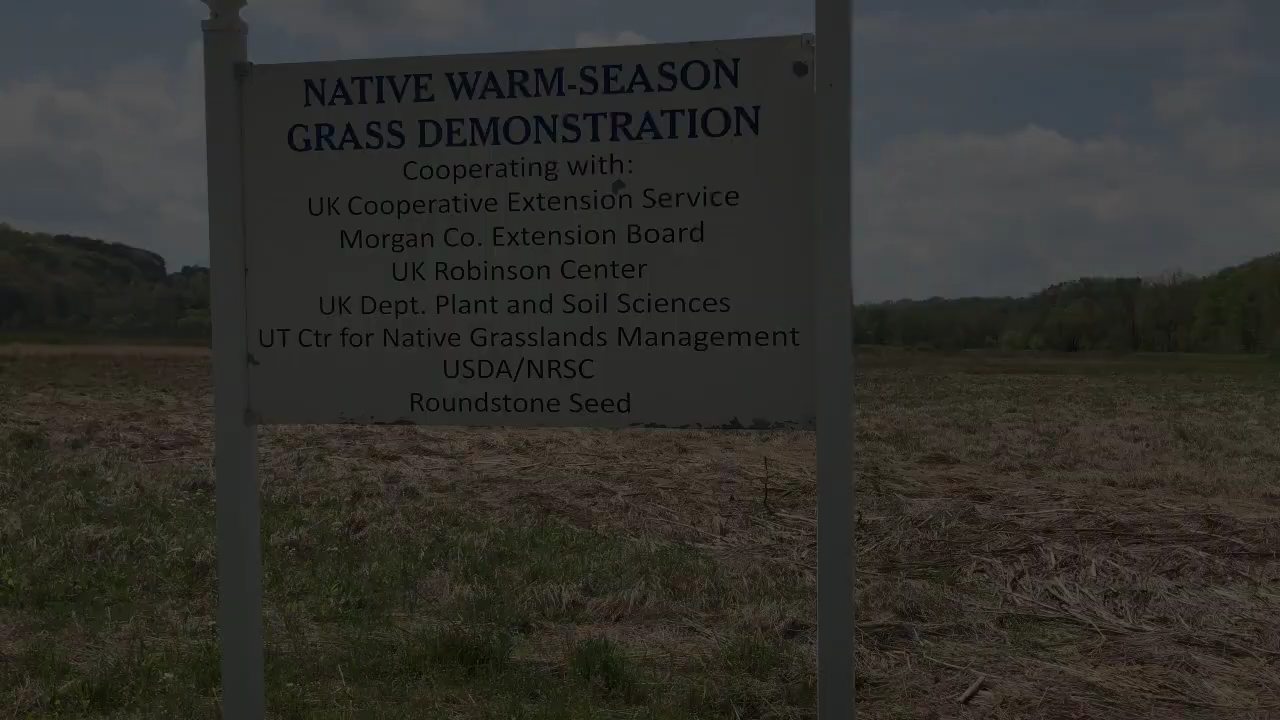 NATIVE WARM-SEASON
GRASS DEMONSTRATION
Cooperating with:
UK Cooperative Extension Service
Morgan Co. Extension Board
UK Robinson Center
UK Dept. Plant and Soil Sciences
UT Ctr for Native Grasslands Management
USDA/NRSC
Roundstone Seed